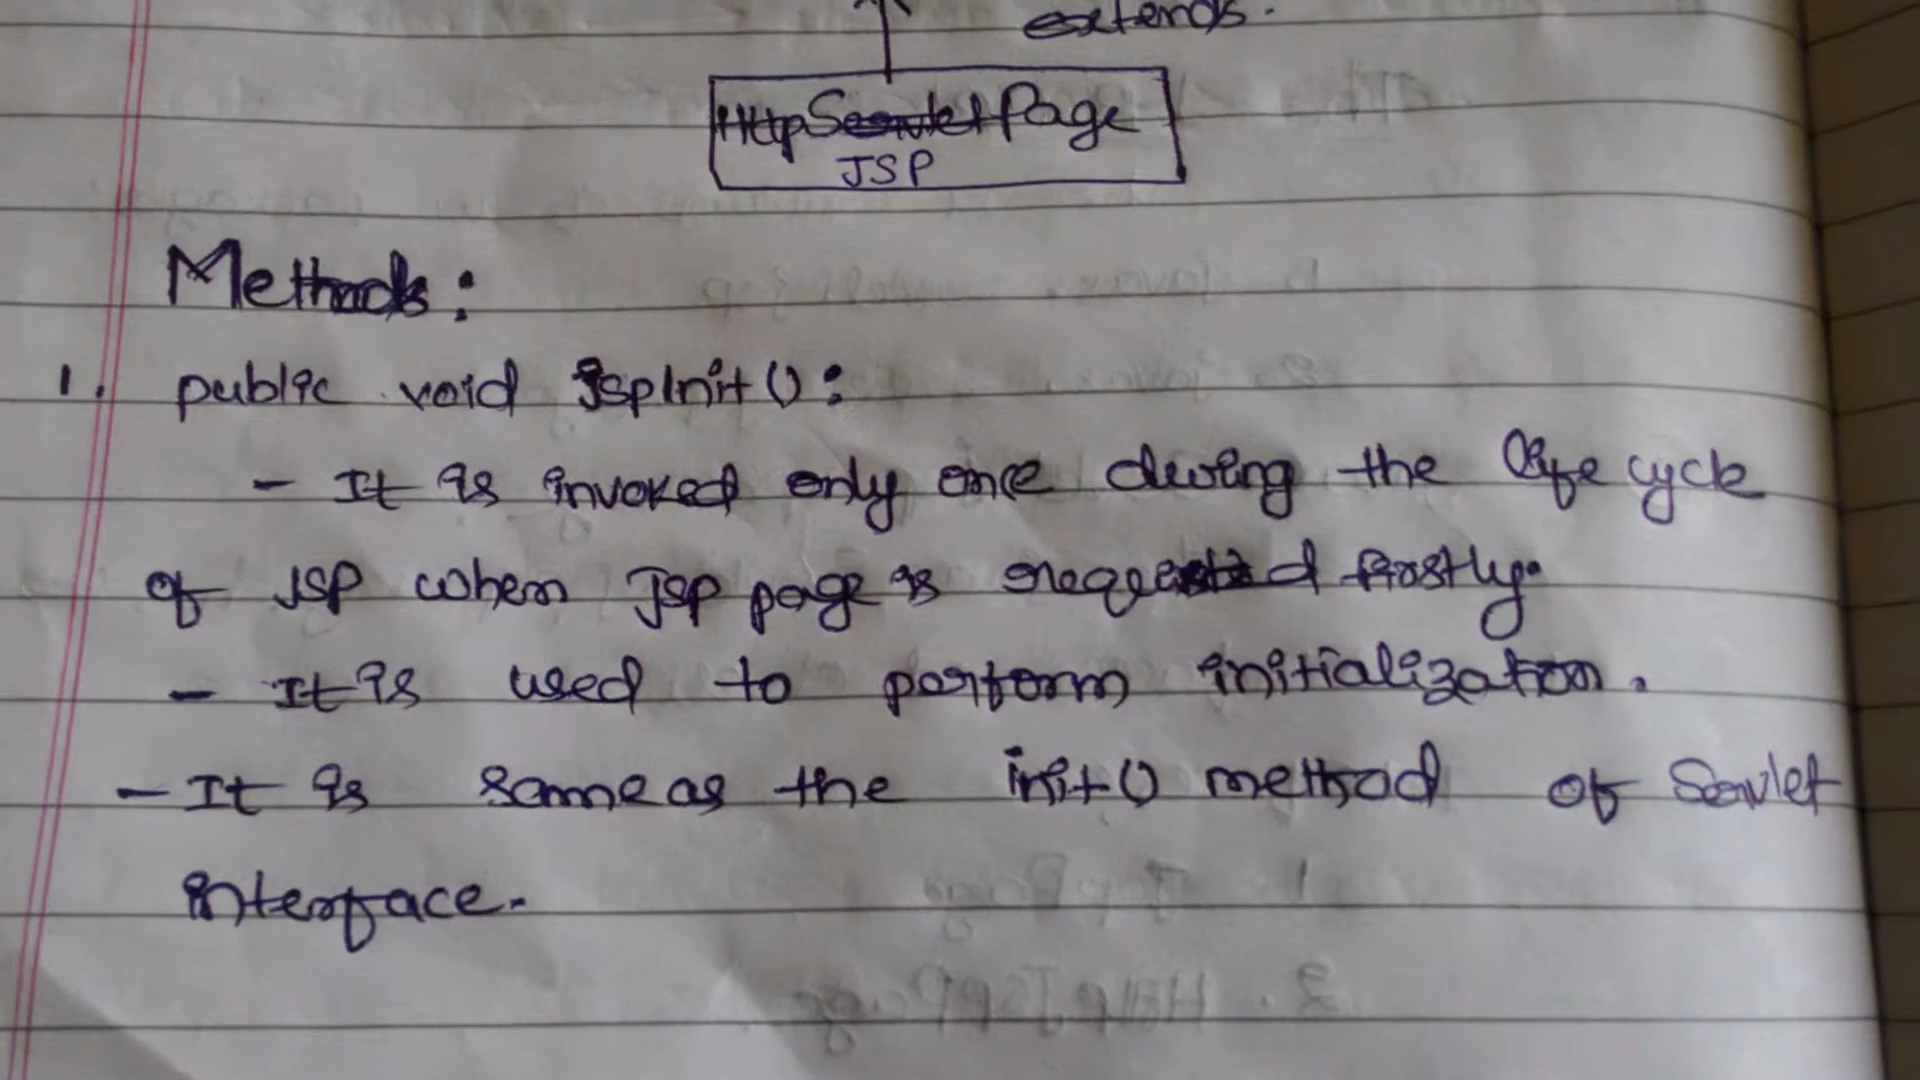 extends.
HttpServletPage
JSP
Methods:
1. public void JspInit():
- It is invoked only once during the life cycle
of JSP when JSP page is requested firstly.
- It is used to perform initialization.
- It is same as the init() method of Servlet
interface.